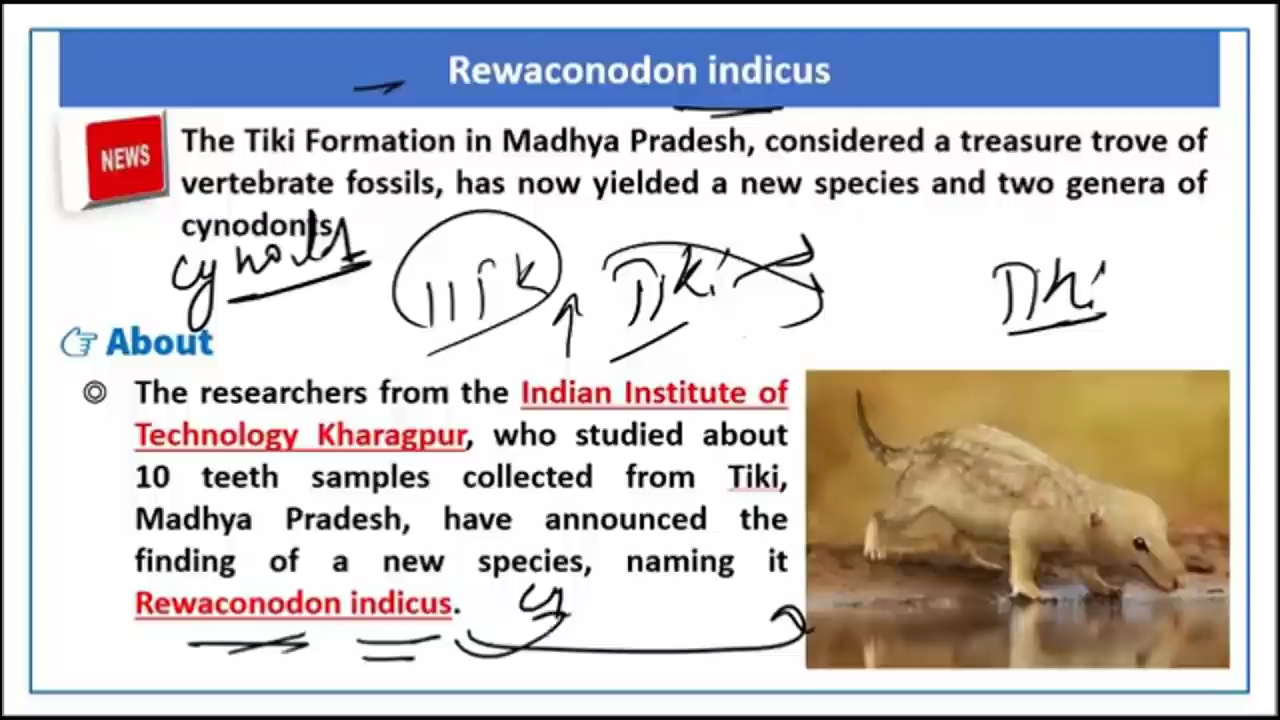 Rewaconodon indicus
NEWS
The Tiki Formation in Madhya Pradesh, considered a treasure trove of
vertebrate fossils, has now yielded a new species and two genera of
cynodonts
IITK Tiki Tiki
About
The researchers from the Indian Institute of
Technology Kharagpur, who studied about
10 teeth samples collected from Tiki,
Madhya Pradesh, have announced the
finding of a new species, naming it
Rewaconodon indicus.
cy